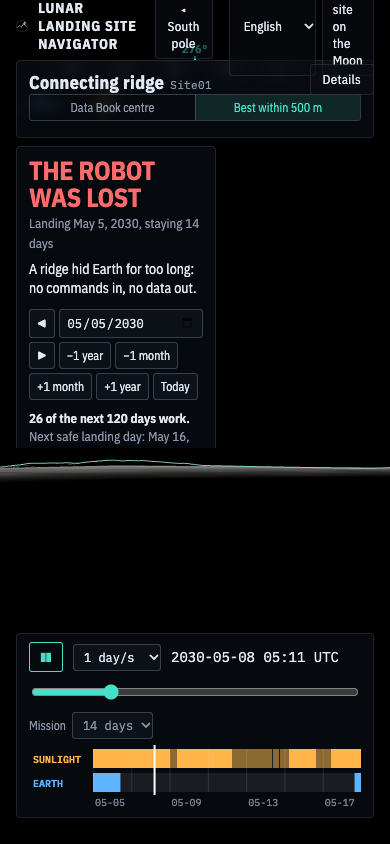 LUNAR
LANDING SITE
NAVIGATOR
◂
South
pole
English
site
on
the
Moon
276°
Connecting ridge Site01
Details
Data Book centre
Best within 500 m
THE ROBOT
WAS LOST
Landing May 5, 2030, staying 14
days
A ridge hid Earth for too long:
no commands in, no data out.
◀ 05/05/2030
▶ −1 year −1 month
+1 month +1 year Today
26 of the next 120 days work.
Next safe landing day: May 16,
1 day/s 2030-05-08 05:11 UTC
Mission 14 days
SUNLIGHT
EARTH
05-05 05-09 05-13 05-17